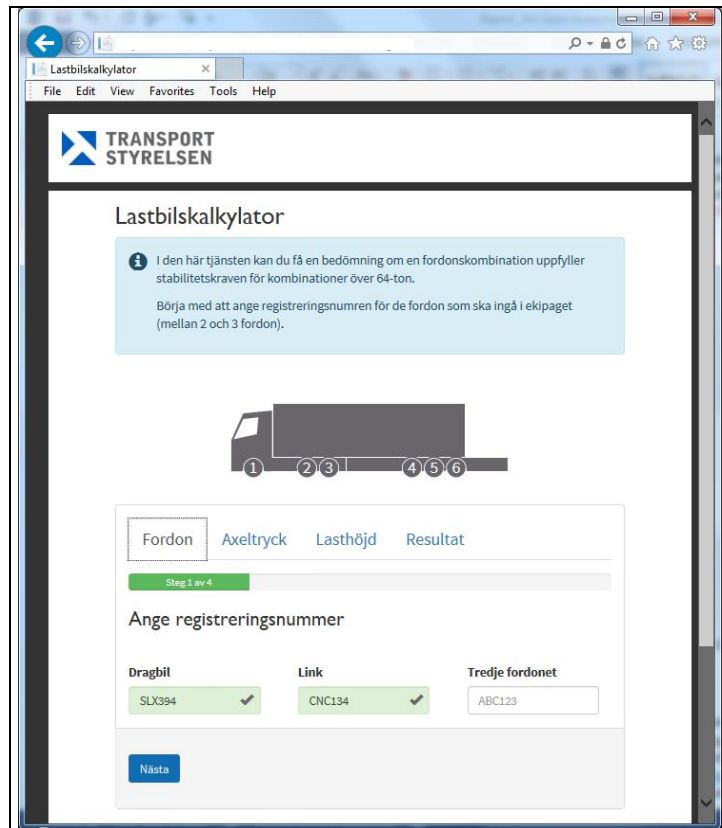 Lastbilskalkylator
File Edit View Favorites Tools Help
TRANSPORT
STYRELSEN
Lastbilskalkylator
I den här tjänsten kan du få en bedömning om en fordonskombination uppfyller
stabilitetskraven för kombinationer över 64-ton.
Börja med att ange registreringsnumren för de fordon som ska ingå i ekipaget
(mellan 2 och 3 fordon).
1 2 3 4 5 6
Fordon Axeltryck Lasthöjd Resultat
Steg 1 av 4
Ange registreringsnummer
Dragbil Link Tredje fordonet
SLX394 CNC134 ABC123
Nästa